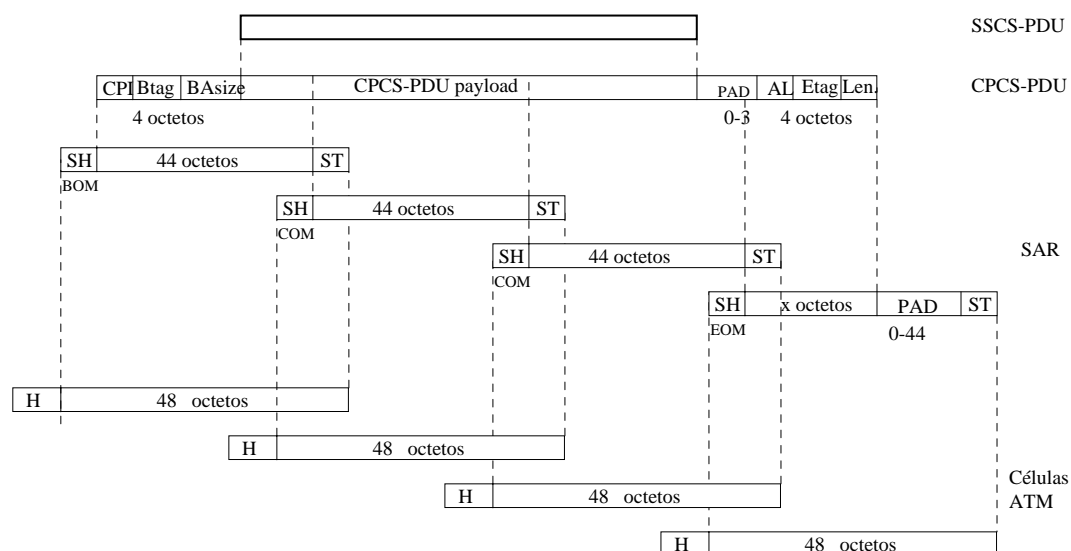 SSCS-PDU
CPI Btag BAsize CPCS-PDU payload PAD AL Etag Len. CPCS-PDU
4 octetos 0-3 4 octetos
SH 44 octetos ST
BOM
SH 44 octetos ST
COM
SH 44 octetos ST SAR
COM
SH x octetos PAD ST
EOM 0-44
H 48 octetos
H 48 octetos
Células
H 48 octetos ATM
H 48 octetos